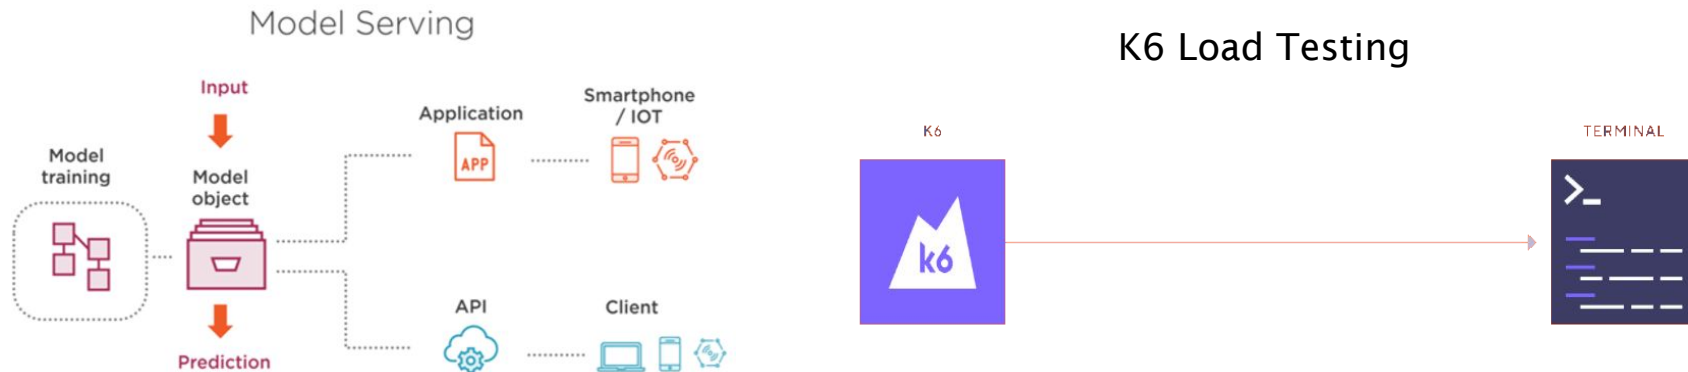 Model Serving
Input
Model
training
Model
object
Prediction
Application
APP
Smartphone
/ IOT
API
Client
K6 Load Testing
K6
k6
TERMINAL
>_